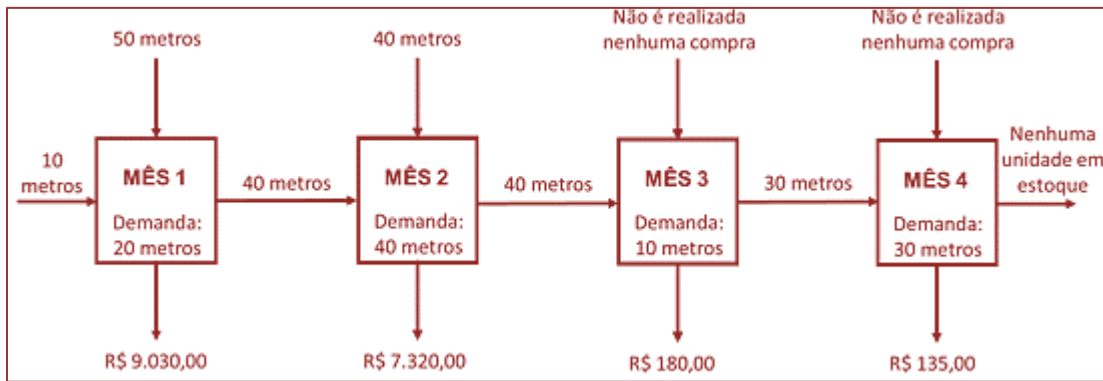 50 metros
40 metros
Não é realizada
nenhuma compra
Não é realizada
nenhuma compra
10
metros
MÊS 1
Demanda:
20 metros
40 metros
MÊS 2
Demanda:
40 metros
40 metros
MÊS 3
Demanda:
10 metros
30 metros
MÊS 4
Demanda:
30 metros
Nenhuma
unidade em
estoque
R$ 9.030,00
R$ 7.320,00
R$ 180,00
R$ 135,00